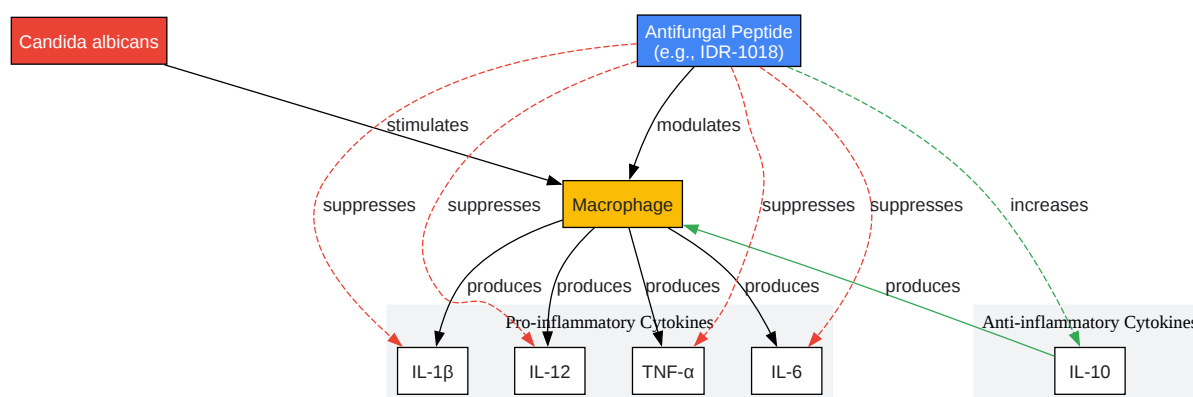 Candida albicans
Antifungal Peptide
(e.g., IDR-1018)
stimulates
modulates
suppresses
suppresses
Macrophage
suppresses
suppresses
increases
produces
produces
produces
produces
produces
Pro-inflammatory Cytokines
Anti-inflammatory Cytokines
IL-1β
IL-12
TNF-α
IL-6
IL-10